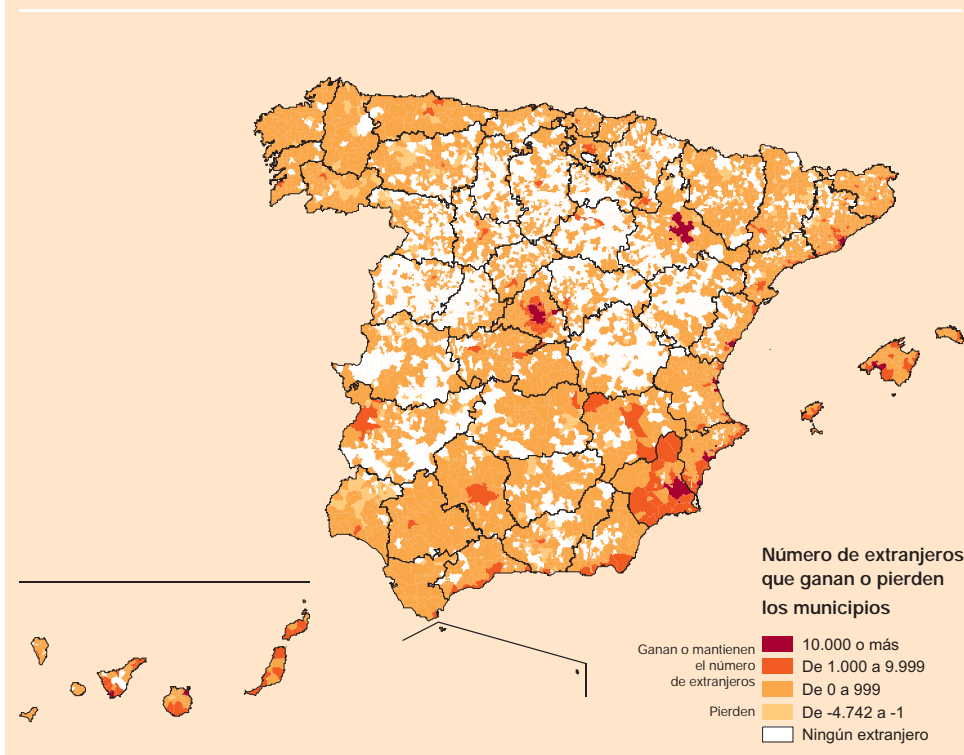 Número de extranjeros
que ganan o pierden
los municipios
Ganan o mantienen
el número
de extranjeros
10.000 o más
De 1.000 a 9.999
De 0 a 999
Pierden
De -4.742 a -1
Ningún extranjero